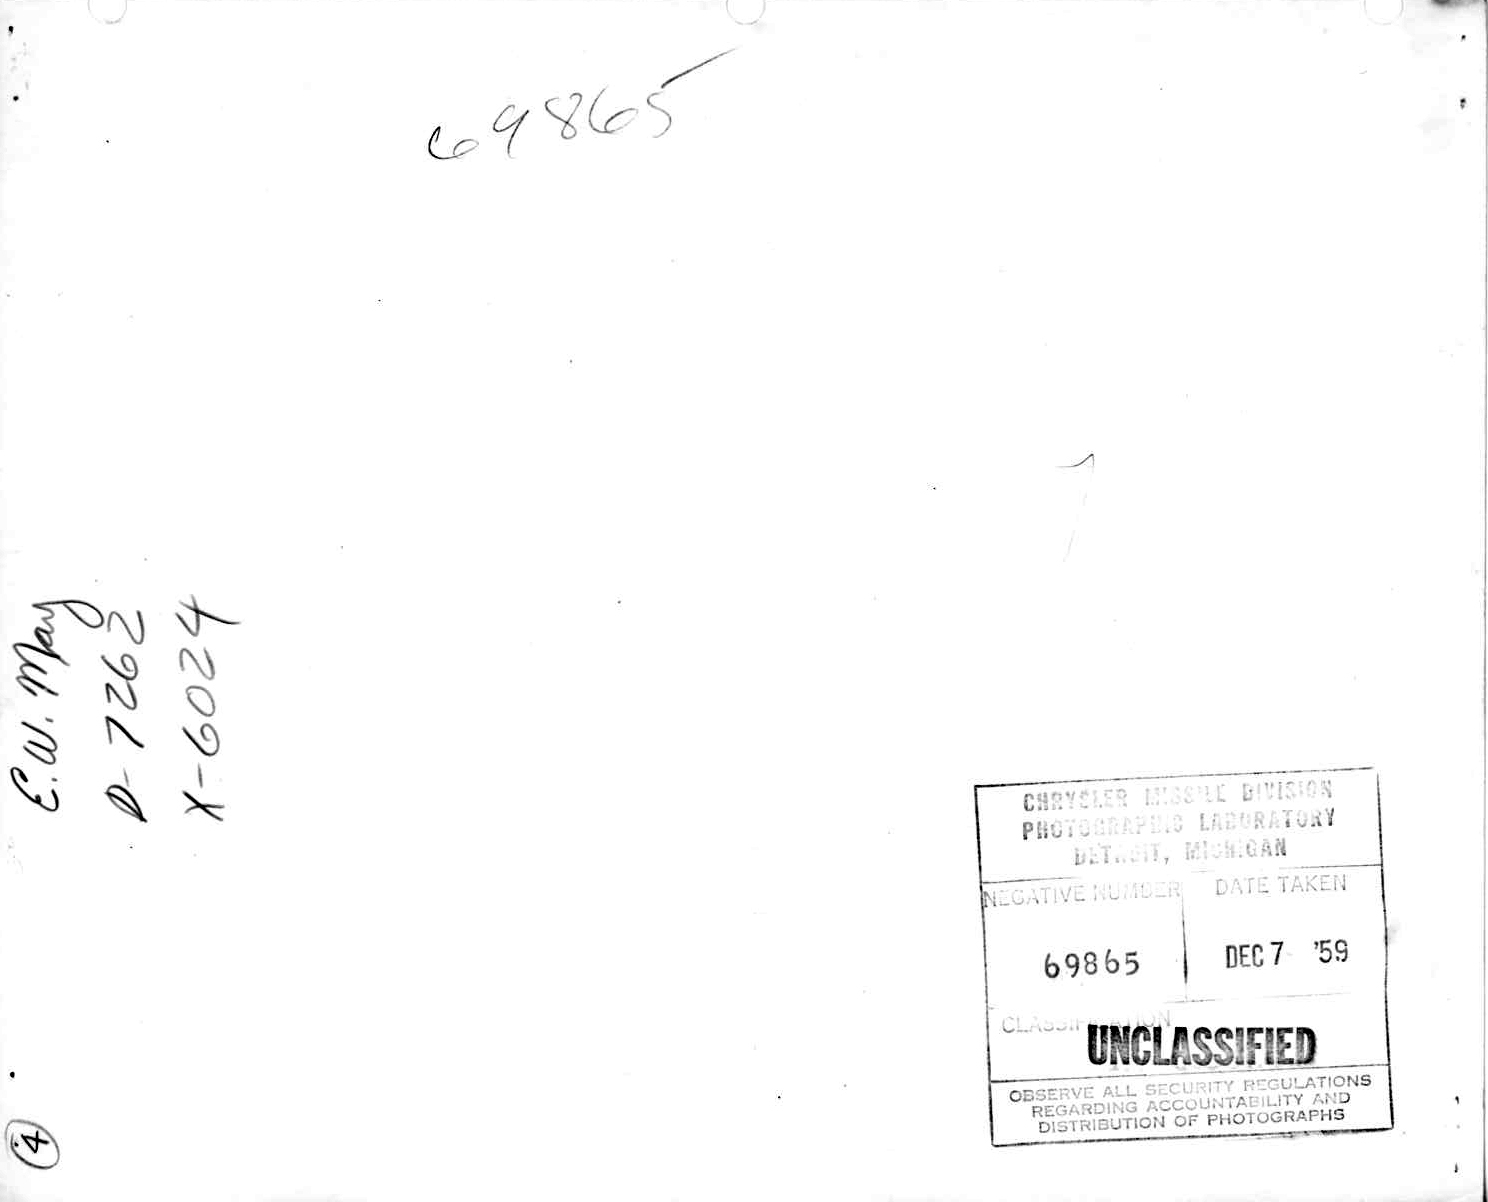 69865
E.W. May
D-7262
X-6024
4
CHRYSLER MISSILE DIVISION
PHOTOGRAPHIC LABORATORY
DETROIT, MICHIGAN
NEGATIVE NUMBER
DATE TAKEN
69865
DEC 7 '59
CLASSIFICATION
UNCLASSIFIED
OBSERVE ALL SECURITY REGULATIONS
REGARDING ACCOUNTABILITY AND
DISTRIBUTION OF PHOTOGRAPHS